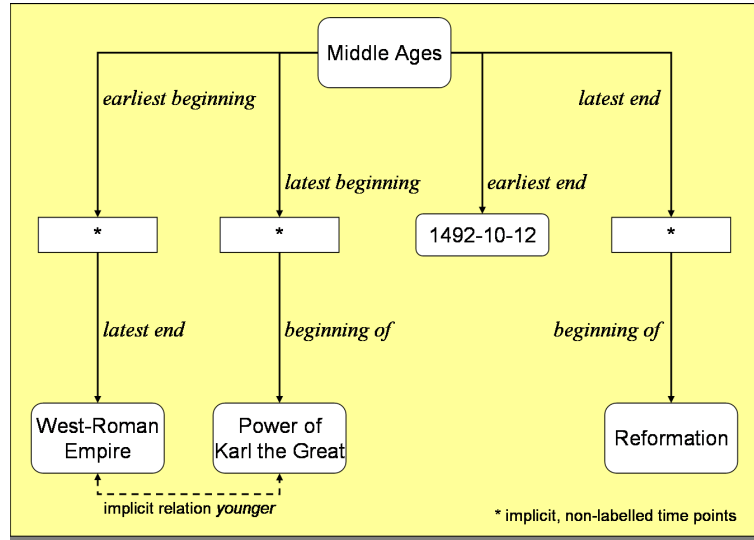 Middle Ages
earliest beginning
latest end
latest beginning
earliest end
*
*
1492-10-12
*
latest end
beginning of
beginning of
West-Roman
Empire
Power of
Karl the Great
Reformation
implicit relation younger
* implicit, non-labelled time points